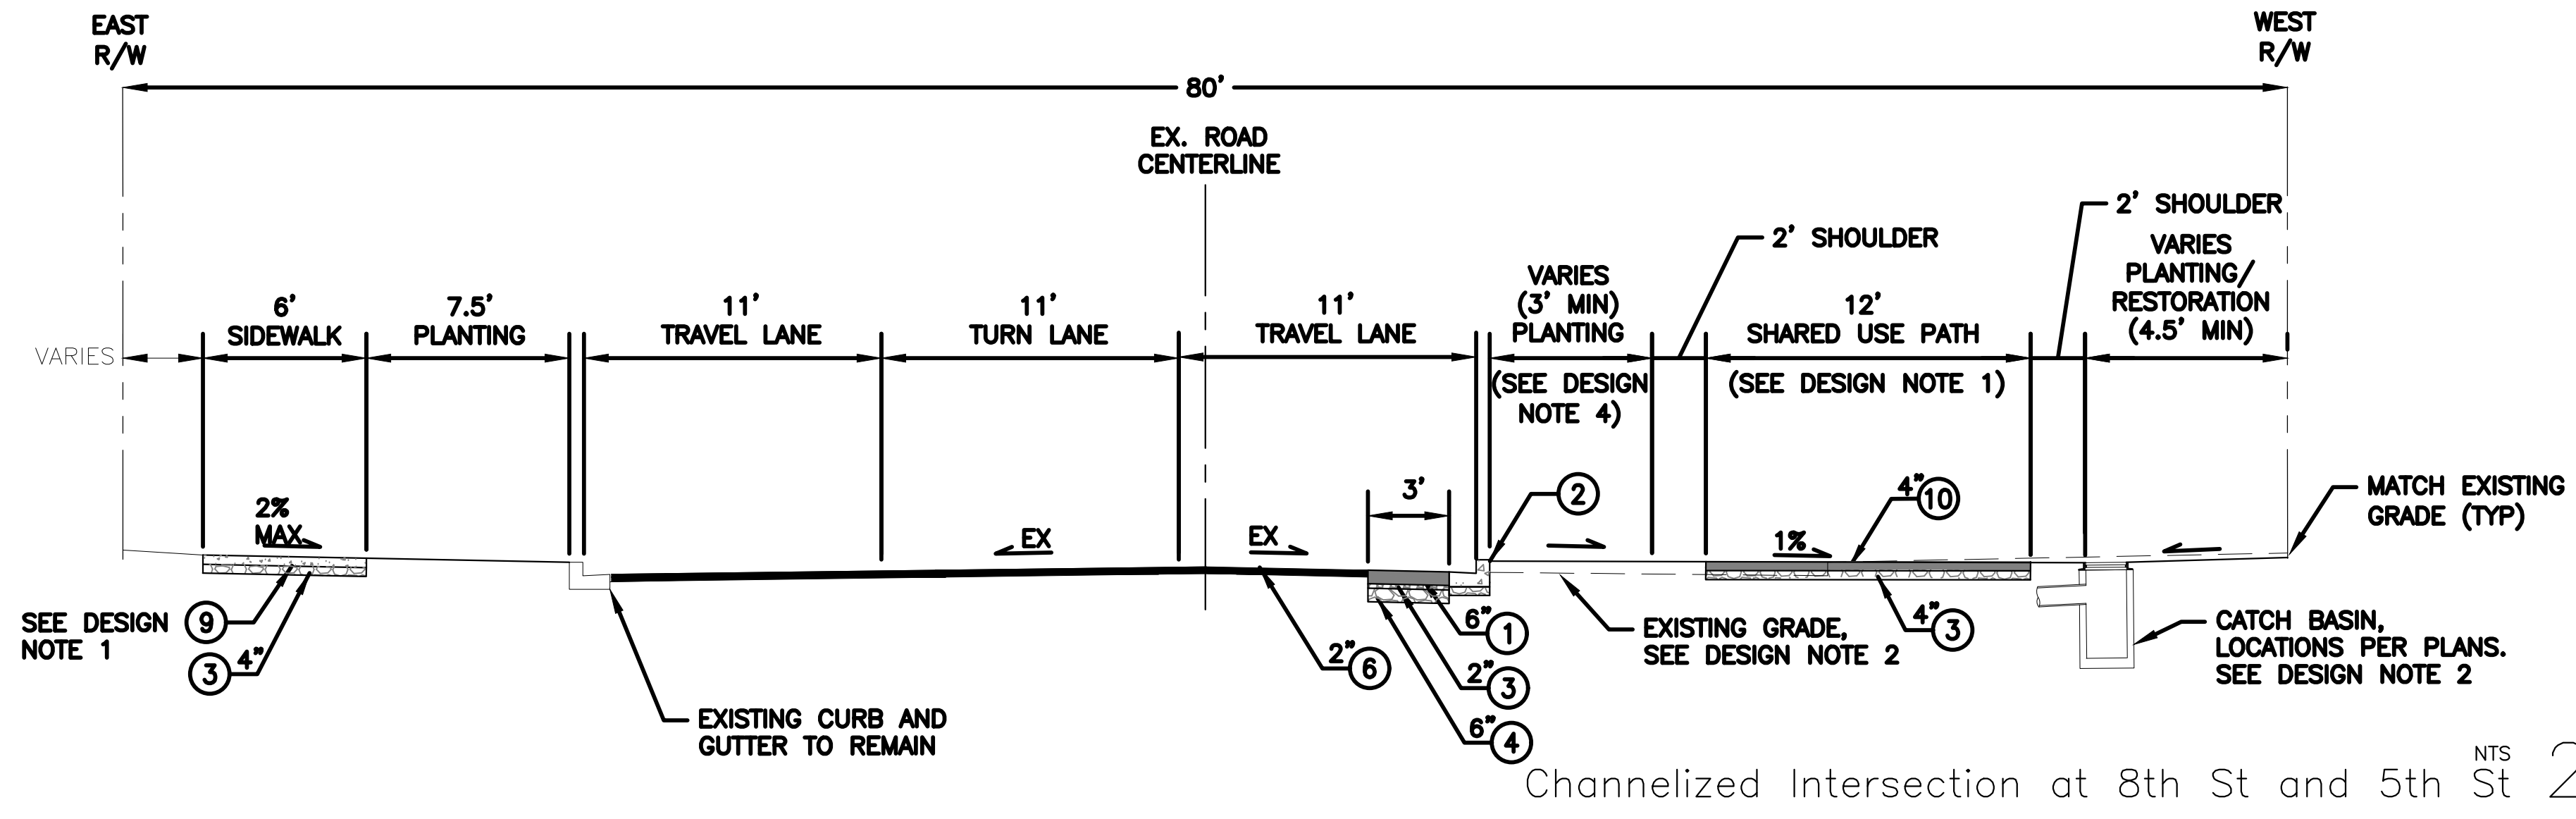 EAST
R/W
WEST
R/W
80'
EX. ROAD
CENTERLINE
2' SHOULDER
2' SHOULDER
VARIES
6'
SIDEWALK
7.5'
PLANTING
11'
TRAVEL LANE
11'
TURN LANE
11'
TRAVEL LANE
VARIES
(3' MIN)
PLANTING
(SEE DESIGN
NOTE 4)
12'
SHARED USE PATH
(SEE DESIGN NOTE 1)
VARIES
PLANTING/
RESTORATION
(4.5' MIN)
2%
MAX
EX
EX
3'
2
1%
4"
10
MATCH EXISTING
GRADE (TYP)
SEE DESIGN
NOTE 1
9
3
4"
EXISTING CURB AND
GUTTER TO REMAIN
2"
6
6"
1
2"
3
6"
4
EXISTING GRADE,
SEE DESIGN NOTE 2
4"
3
CATCH BASIN,
LOCATIONS PER PLANS.
SEE DESIGN NOTE 2
NTS
Channelized Intersection at 8th St and 5th St